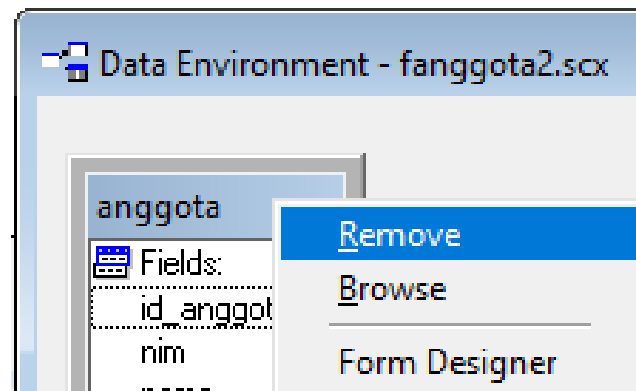 Data Environment - fanggota2.scx
anggota
Remove
Fields:
Browse
nim
Form Designer